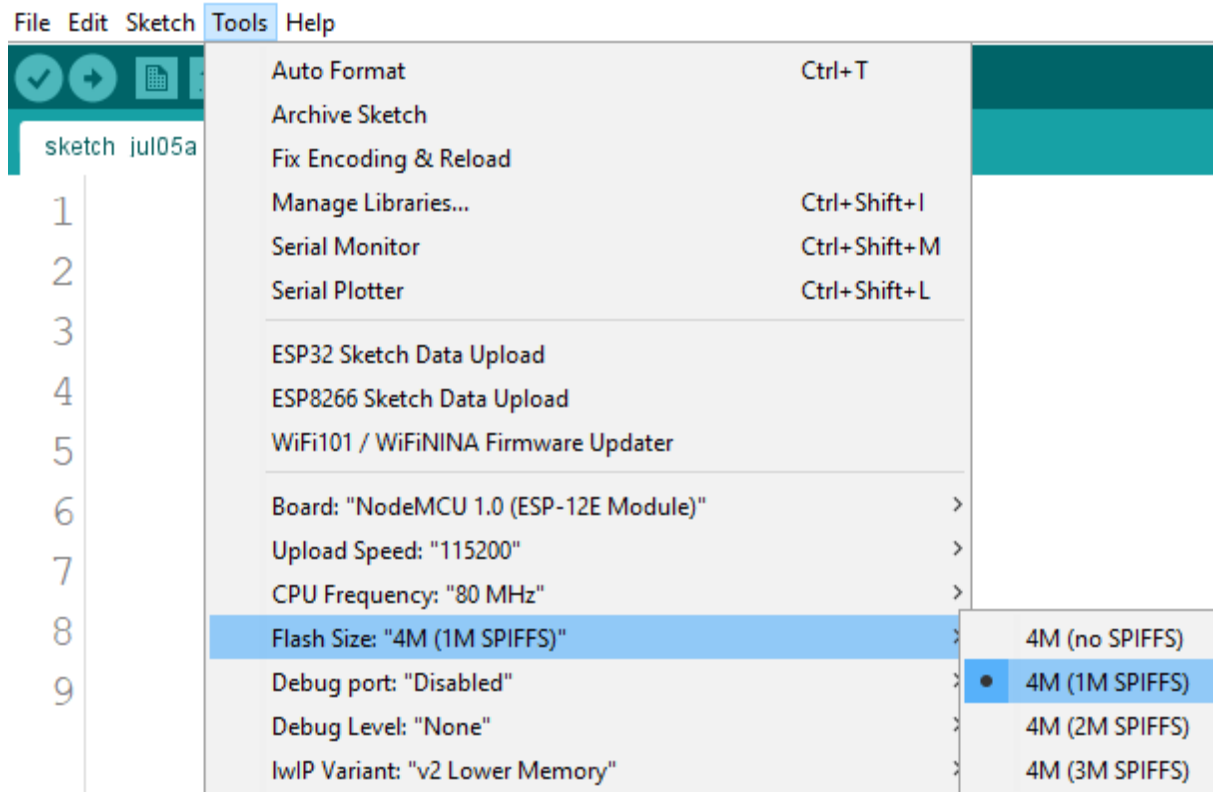 File Edit Sketch Tools Help
sketch_jul05a
1
2
3
4
5
6
7
8
9
Auto Format Ctrl+T
Archive Sketch
Fix Encoding & Reload
Manage Libraries... Ctrl+Shift+I
Serial Monitor Ctrl+Shift+M
Serial Plotter Ctrl+Shift+L
ESP32 Sketch Data Upload
ESP8266 Sketch Data Upload
WiFi101 / WiFiNINA Firmware Updater
Board: "NodeMCU 1.0 (ESP-12E Module)"
Upload Speed: "115200"
CPU Frequency: "80 MHz"
Flash Size: "4M (1M SPIFFS)"
Debug port: "Disabled"
Debug Level: "None"
lwIP Variant: "v2 Lower Memory"
4M (no SPIFFS)
4M (1M SPIFFS)
4M (2M SPIFFS)
4M (3M SPIFFS)